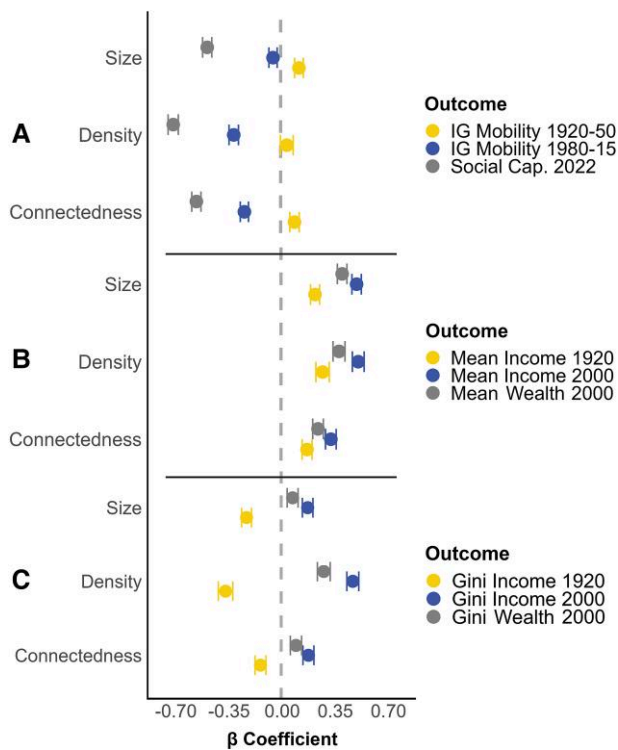 A
Size
Density
Connectedness
Outcome
IG Mobility 1920-50
IG Mobility 1980-15
Social Cap. 2022
B
Size
Density
Connectedness
Outcome
Mean Income 1920
Mean Income 2000
Mean Wealth 2000
C
Size
Density
Connectedness
Outcome
Gini Income 1920
Gini Income 2000
Gini Wealth 2000
-0.70 -0.35 0.00 0.35 0.70
β Coefficient